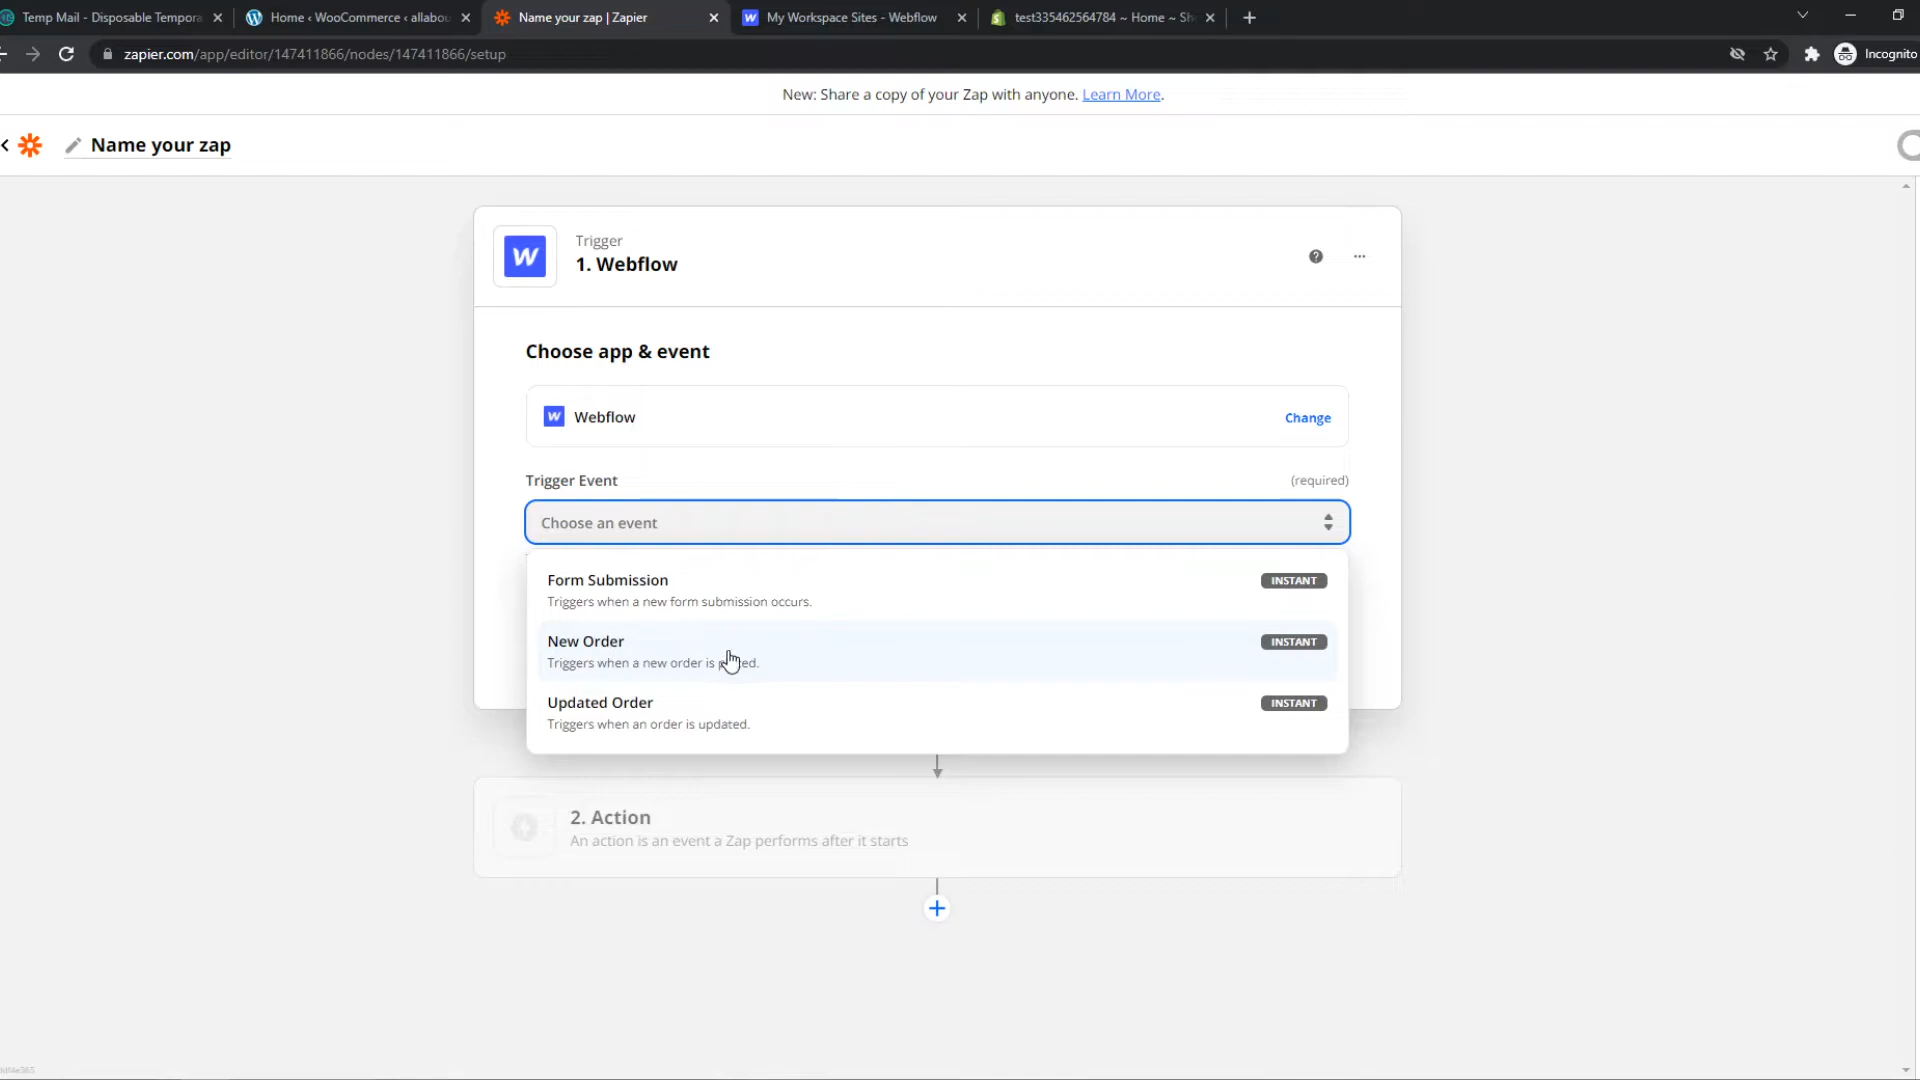 Temp Mail - Disposable Tempora
Home ‹ WooCommerce ‹ allabou
Name your zap | Zapier
My Workspace Sites - Webflow
test335462564784 ~ Home ~ Sh
zapier.com/app/editor/147411866/nodes/147411866/setup
Incognito
New: Share a copy of your Zap with anyone. Learn More.
Name your zap
Trigger
1. Webflow
Choose app & event
Webflow
Change
Trigger Event
(required)
Choose an event
Form Submission
INSTANT
Triggers when a new form submission occurs.
New Order
INSTANT
Triggers when a new order is
Updated Order
INSTANT
Triggers when an order is updated.
2. Action
An action is an event a Zap performs after it starts